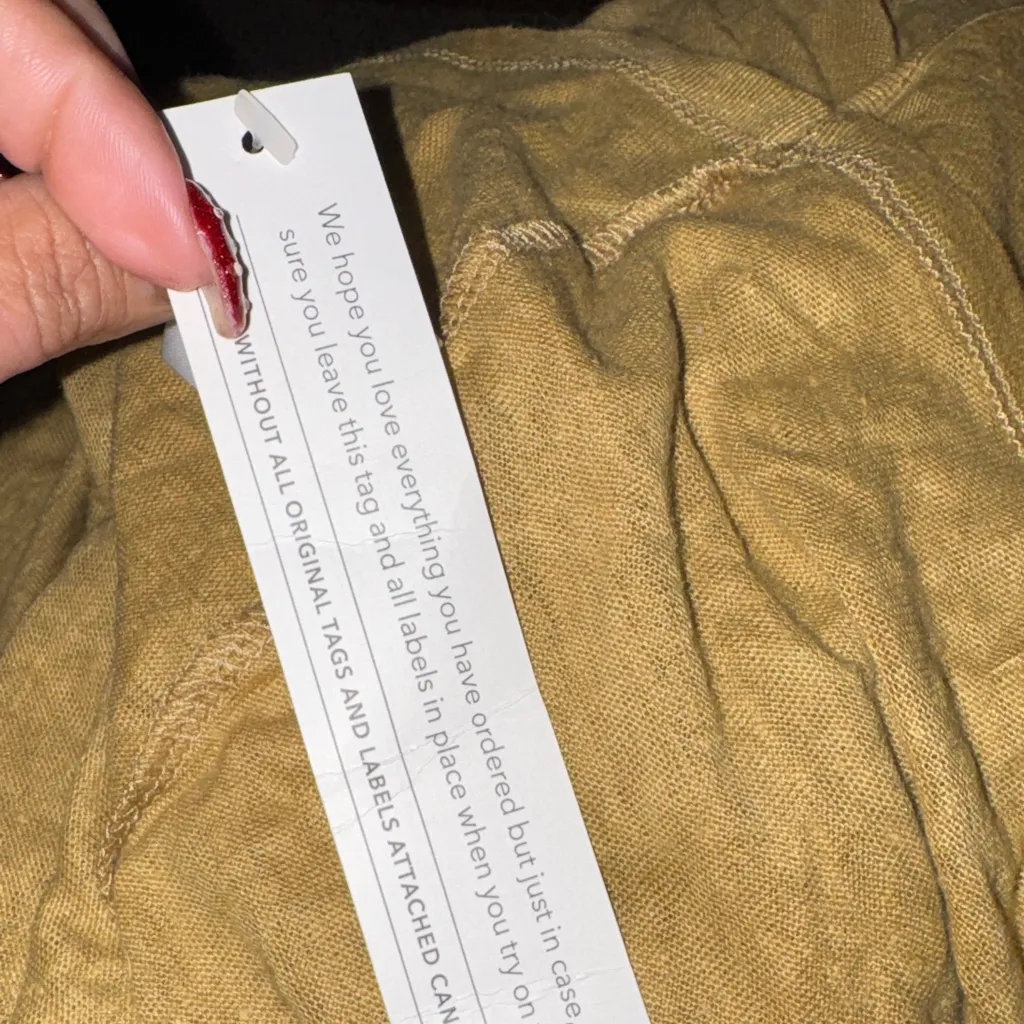 We hope you love everything you have ordered but just in case,
sure you leave this tag and all labels in place when you try on
WITHOUT ALL ORIGINAL TAGS AND LABELS ATTACHED CAN